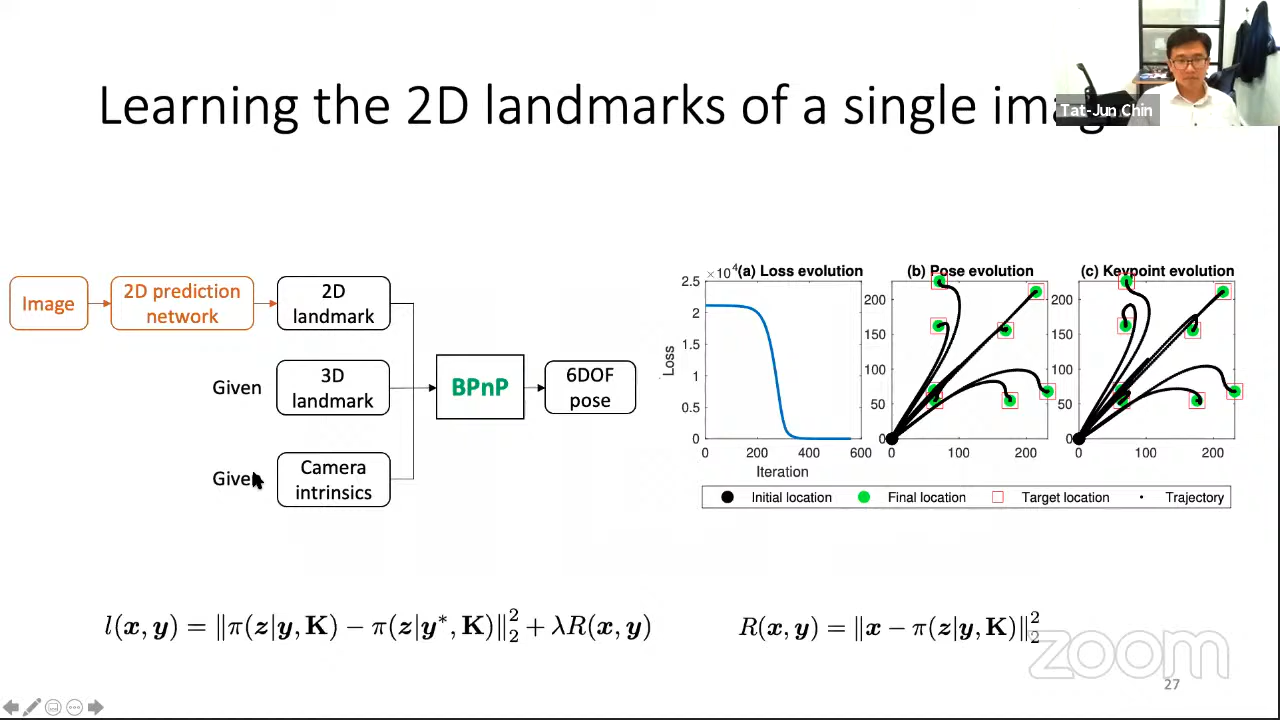 Learning the 2D landmarks of a single image
Tat-Jun Chin
Image
2D prediction
network
2D
landmark
Given
3D
landmark
BPnP
6DOF
pose
Given
Camera
intrinsics
×10⁴
(a) Loss evolution
2.5
2
1.5
1
0.5
0
Loss
0 200 400 600
Iteration
(b) Pose evolution
200
150
100
50
0
0 100 200
(c) Keypoint evolution
200
150
100
50
0
0 100 200
Initial location Final location Target location Trajectory
l(x, y) = ‖π(z|y, K) − π(z|y*, K)‖₂² + λR(x, y)
R(x, y) = ‖x − π(z|y, K)‖₂²
zoom
27